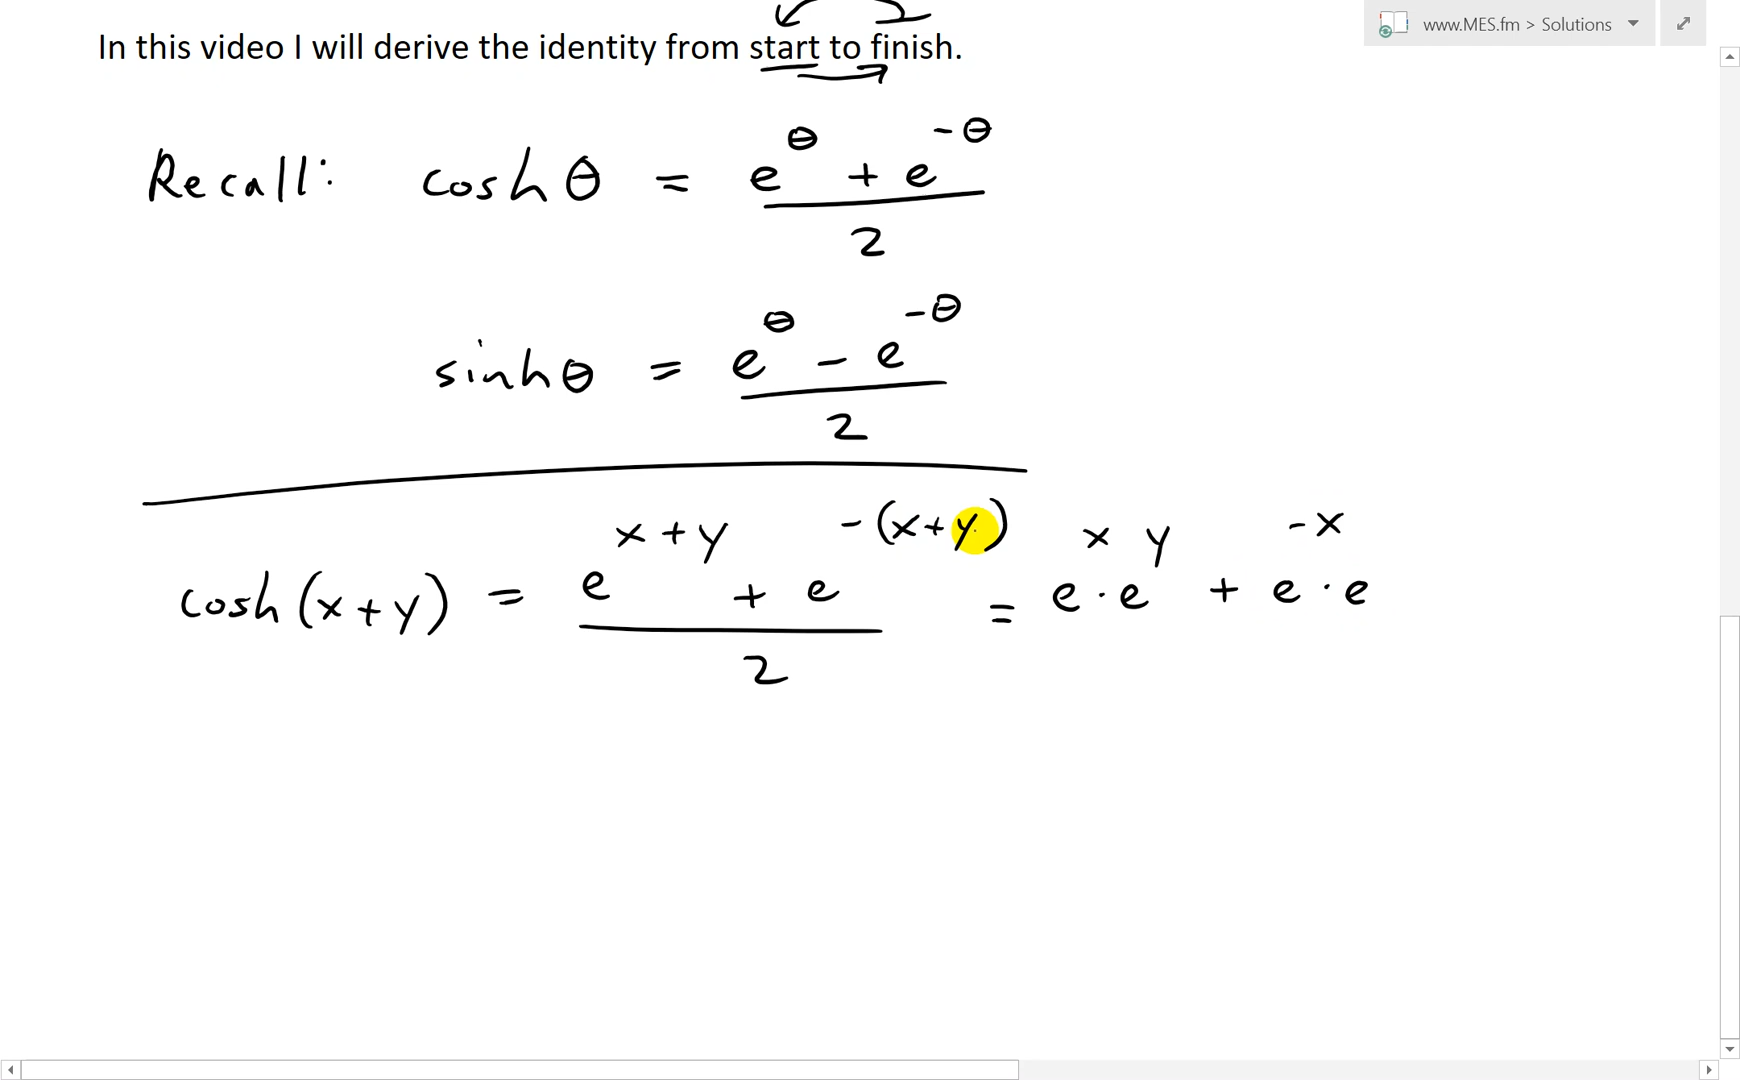 www.MES.fm > Solutions
In this video I will derive the identity from start to finish.
Recall: cosh θ = (e^θ + e^-θ)/2
sinh θ = (e^θ - e^-θ)/2
cosh(x+y) = (e^(x+y) + e^-(x+y))/2 = e^x · e^y + e^-x · e